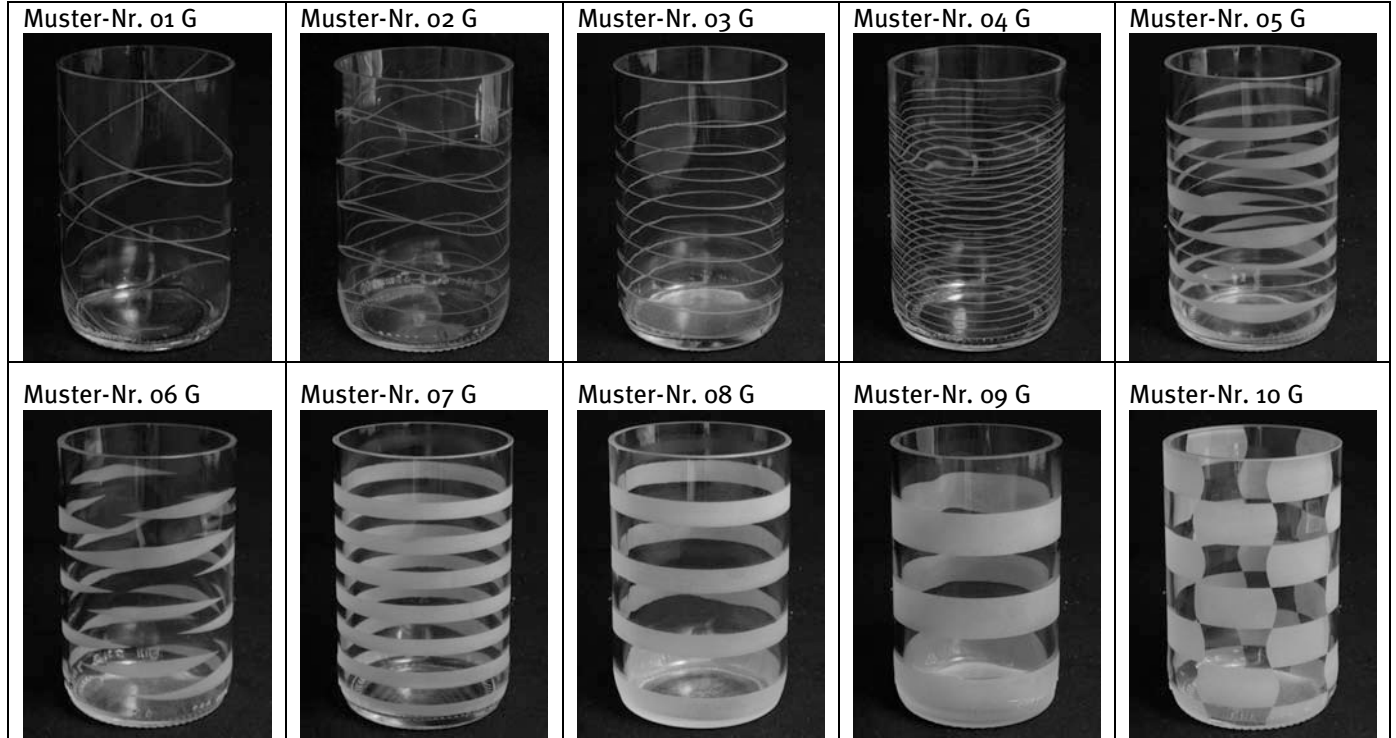 Muster-Nr. 01 G
Muster-Nr. 02 G
Muster-Nr. 03 G
Muster-Nr. 04 G
Muster-Nr. 05 G
Muster-Nr. 06 G
Muster-Nr. 07 G
Muster-Nr. 08 G
Muster-Nr. 09 G
Muster-Nr. 10 G